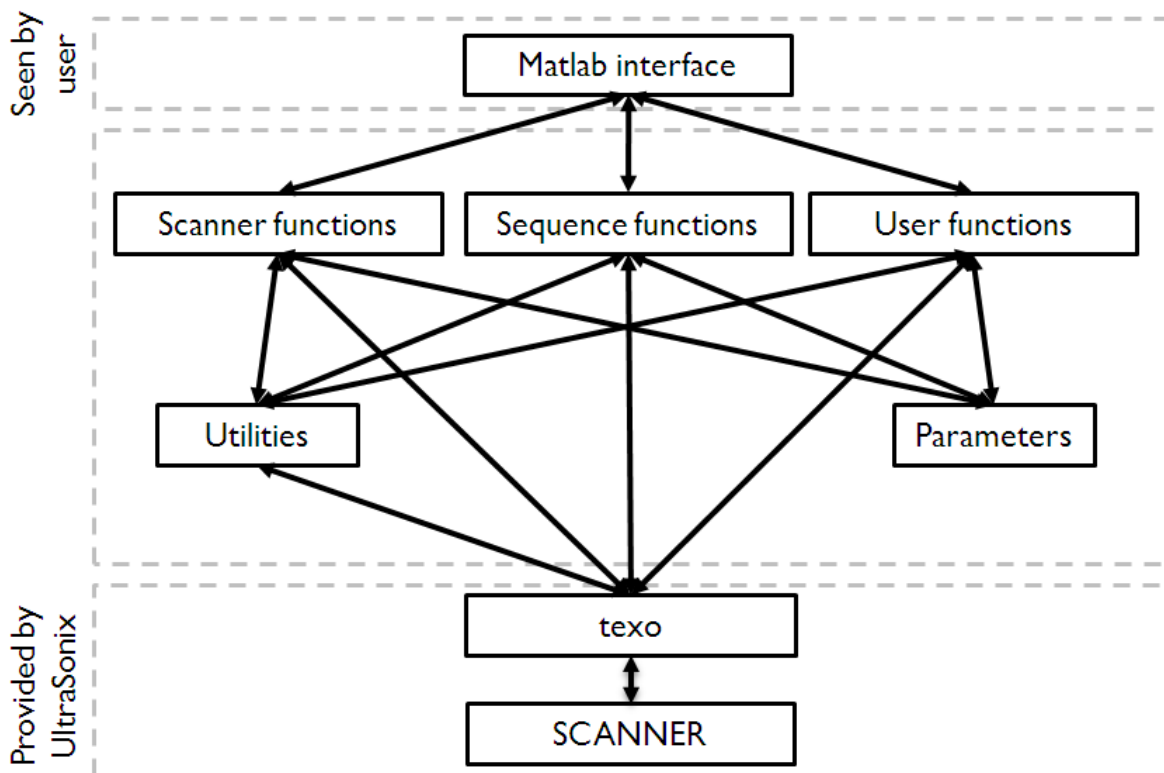 Seen by
user
Matlab interface
Scanner functions
Sequence functions
User functions
Utilities
Parameters
Provided by
UltraSonix
texo
SCANNER